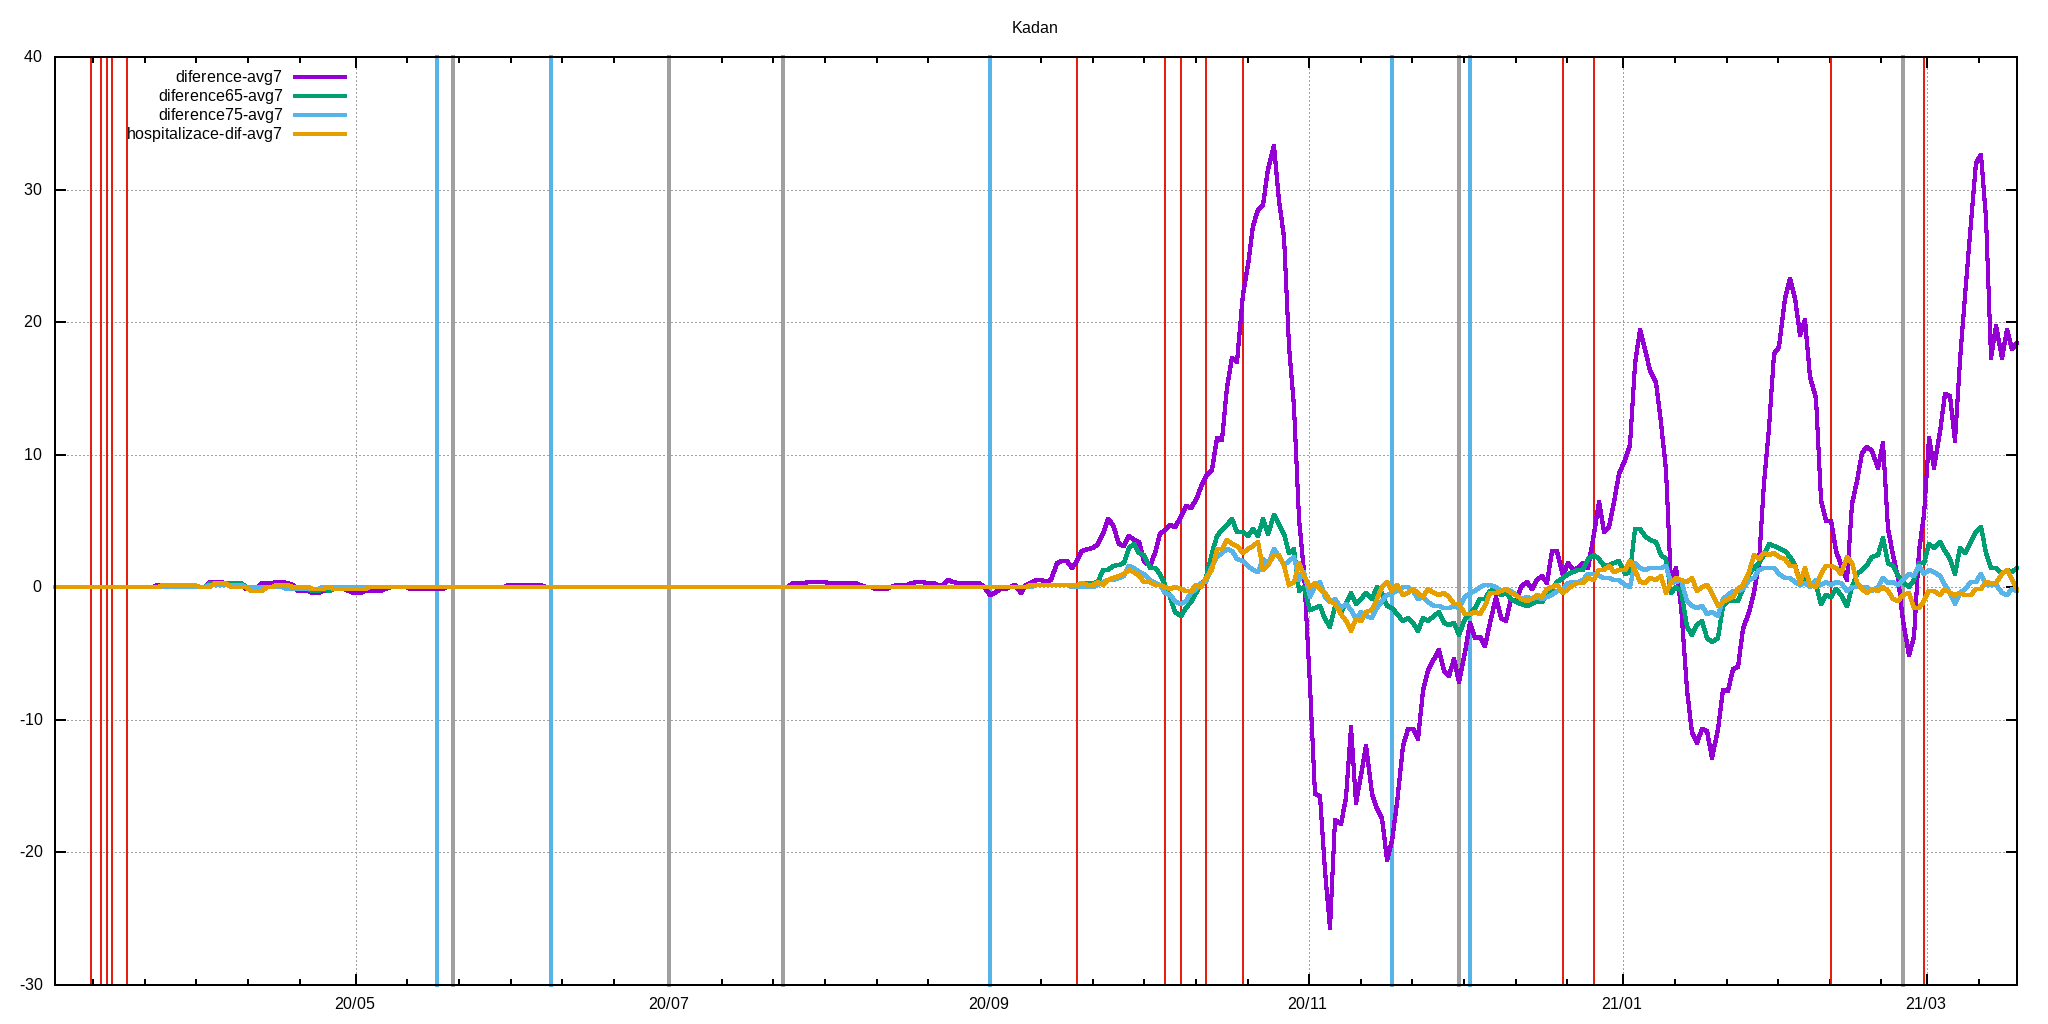 Kadan
diference-avg7
diference65-avg7
diference75-avg7
hospitalizace-dif-avg7
40
30
20
10
0
-10
-20
-30
20/05 20/07 20/09 20/11 21/01 21/03